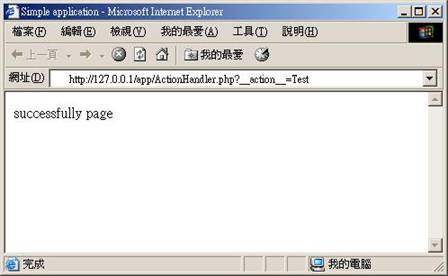 Simple application - Microsoft Internet Explorer
檔案(F) 編輯(E) 檢視(V) 我的最愛(A) 工具(T) 說明(H)
上一頁 我的最愛
網址(D) http://127.0.0.1/app/ActionHandler.php?__action__=Test
successfully page
完成 我的電腦